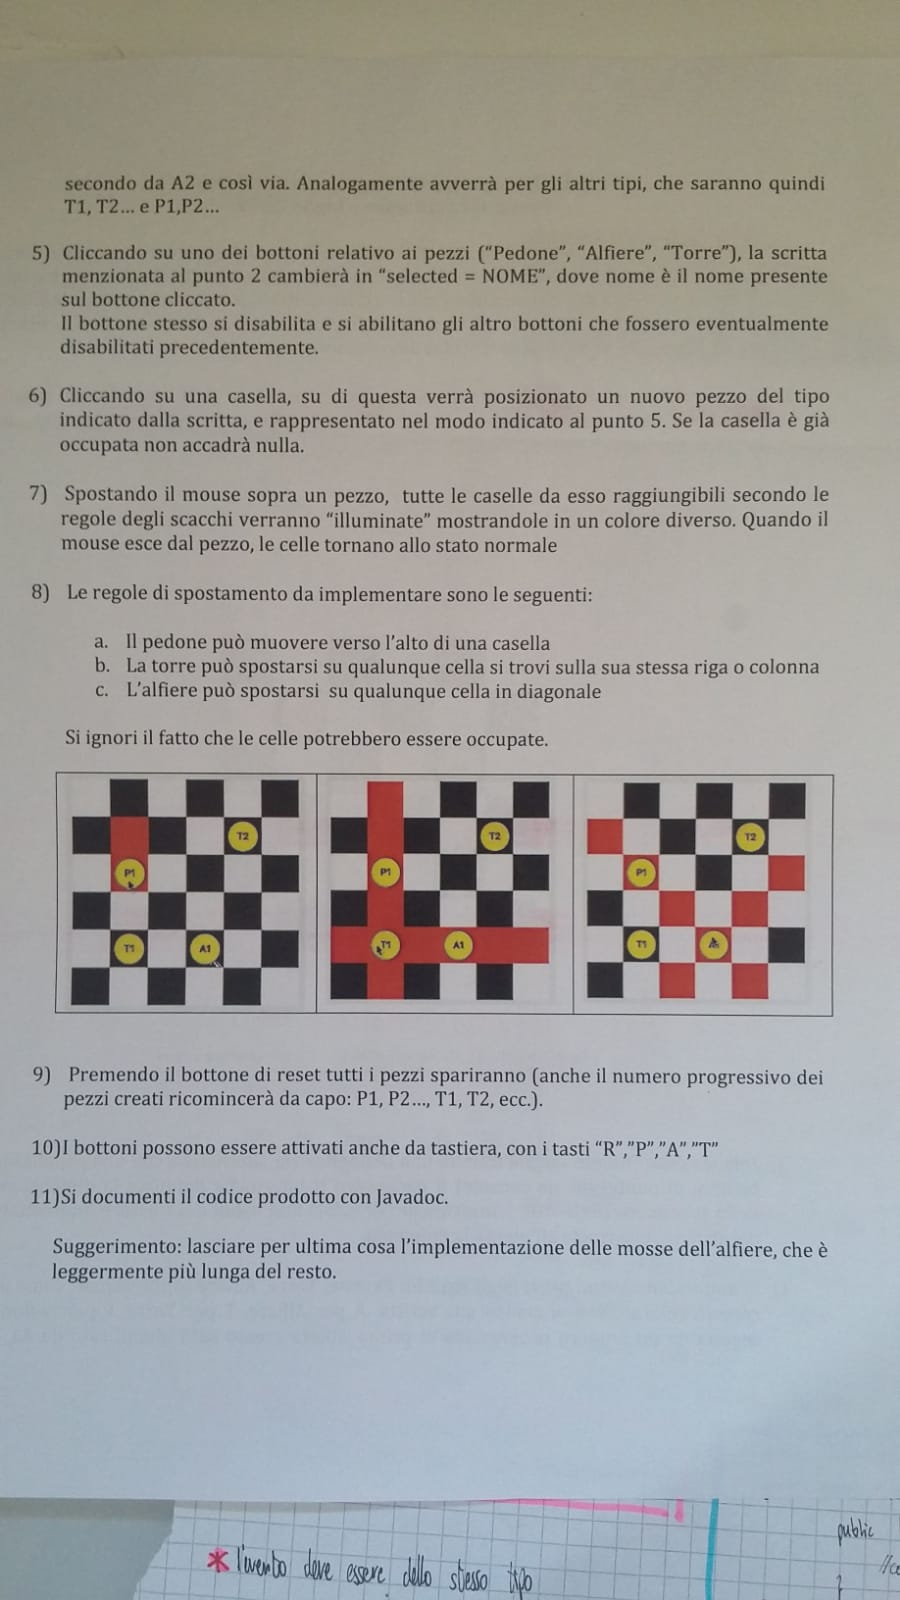 secondo da A2 e così via. Analogamente avverrà per gli altri tipi, che saranno quindi
T1, T2... e P1,P2...
5) Cliccando su uno dei bottoni relativo ai pezzi (“Pedone”, “Alfiere”, “Torre”), la scritta
menzionata al punto 2 cambierà in “selected = NOME”, dove nome è il nome presente
sul bottone cliccato.
Il bottone stesso si disabilita e si abilitano gli altro bottoni che fossero eventualmente
disabilitati precedentemente.
6) Cliccando su una casella, su di questa verrà posizionato un nuovo pezzo del tipo
indicato dalla scritta, e rappresentato nel modo indicato al punto 5. Se la casella è già
occupata non accadrà nulla.
7) Spostando il mouse sopra un pezzo, tutte le caselle da esso raggiungibili secondo le
regole degli scacchi verranno “illuminate” mostrandole in un colore diverso. Quando il
mouse esce dal pezzo, le celle tornano allo stato normale
8) Le regole di spostamento da implementare sono le seguenti:
a. Il pedone può muovere verso l’alto di una casella
b. La torre può spostarsi su qualunque cella si trovi sulla sua stessa riga o colonna
c. L’alfiere può spostarsi su qualunque cella in diagonale
Si ignori il fatto che le celle potrebbero essere occupate.
T2
P1
T1 A1
T2
P1
T1 A1
T2
P1
T1
9) Premendo il bottone di reset tutti i pezzi spariranno (anche il numero progressivo dei
pezzi creati ricomincerà da capo: P1, P2..., T1, T2, ecc.).
10)I bottoni possono essere attivati anche da tastiera, con i tasti “R”,”P”,”A”,”T”
11)Si documenti il codice prodotto con Javadoc.
Suggerimento: lasciare per ultima cosa l’implementazione delle mosse dell’alfiere, che è
leggermente più lunga del resto.
public
* l'evento deve essere dello stesso tipo